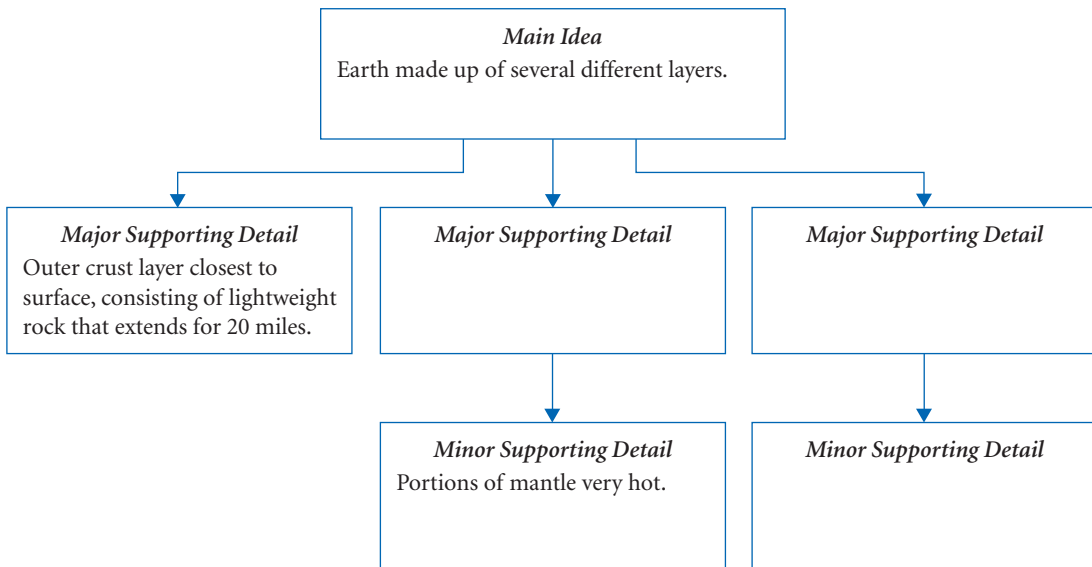 Main Idea
Earth made up of several different layers.
Major Supporting Detail
Outer crust layer closest to
surface, consisting of lightweight
rock that extends for 20 miles.
Major Supporting Detail
Major Supporting Detail
Minor Supporting Detail
Portions of mantle very hot.
Minor Supporting Detail